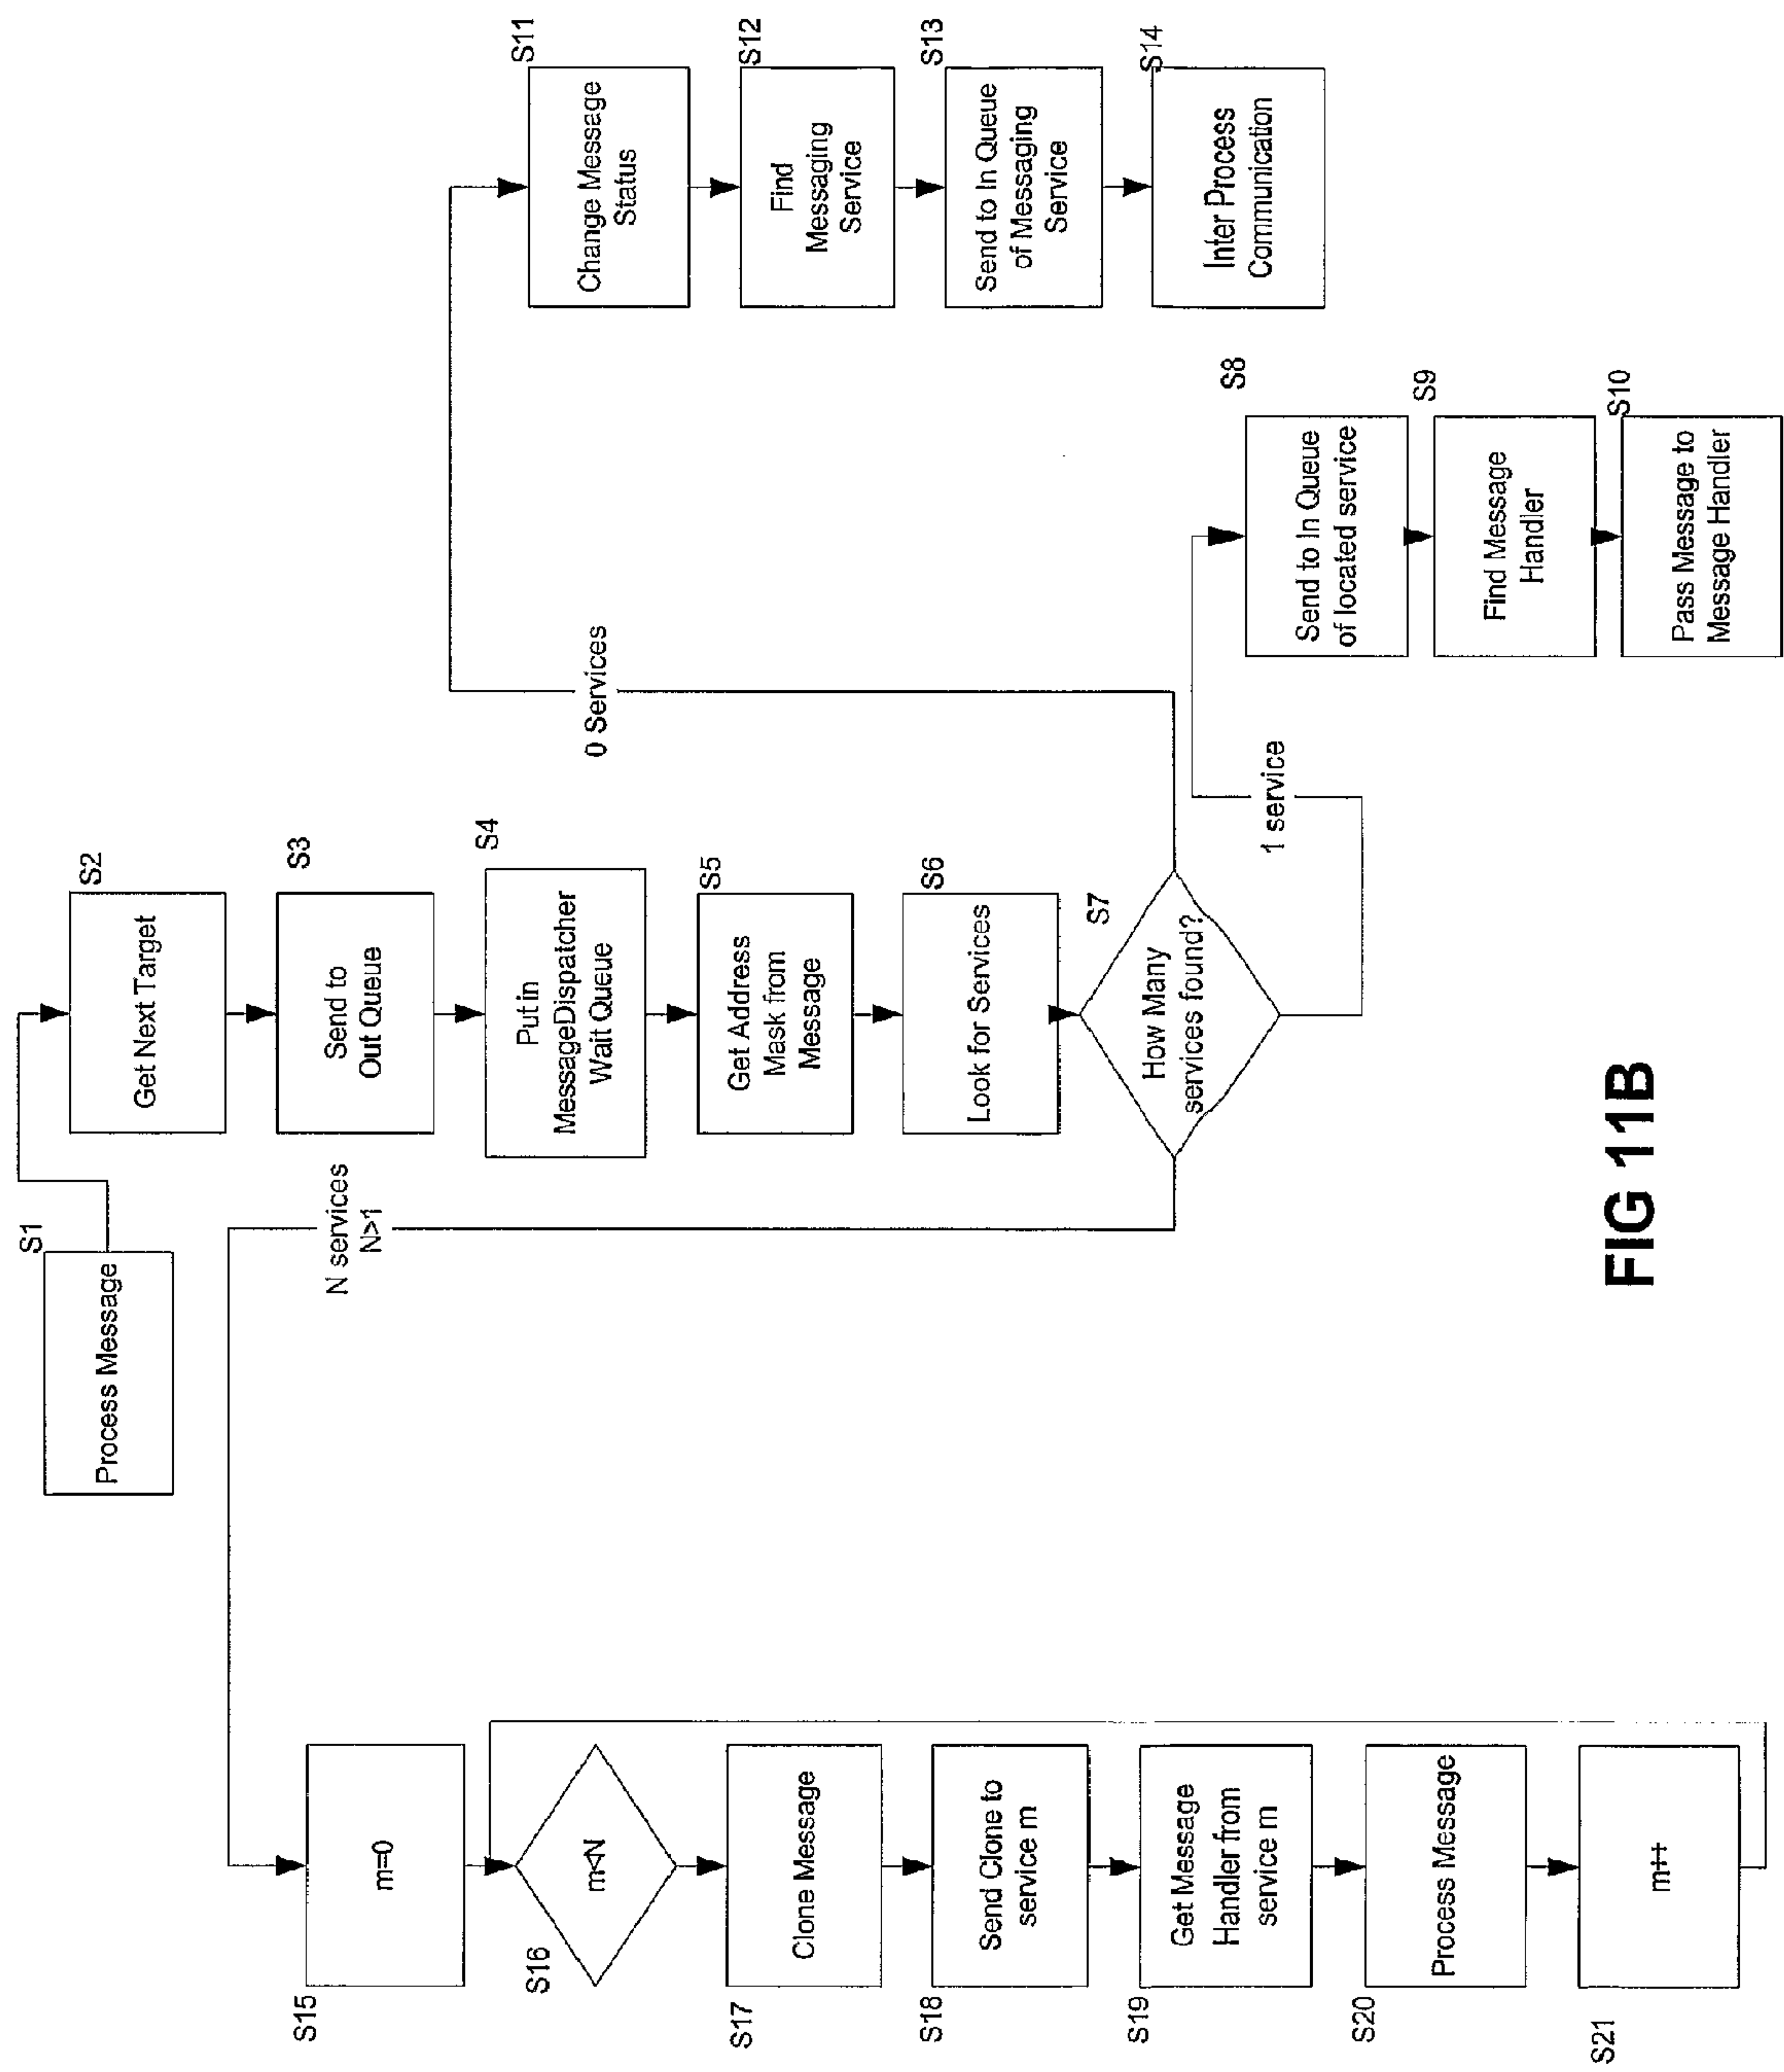 S1
Process Message
S2
Get Next Target
S3
Send to
Out Queue
S4
Put in
MessageDispatcher
Wait Queue
S5
Get Address
Mask from
Message
S6
Look for Services
S7
How Many
services found?
1 service
S8
Send to In Queue
of located service
S9
Find Message
Handler
S10
Pass Message to
Message Handler
0 Services
S11
Change Message
Status
S12
Find
Messaging
Service
S13
Send to In Queue
of Messaging
Service
S14
Inter Process
Communication
N services
N>1
S15
m=0
S16
m<N
S17
Clone Message
S18
Send Clone to
service m
S19
Get Message
Handler from
service m
S20
Process Message
S21
m++
FIG 11B